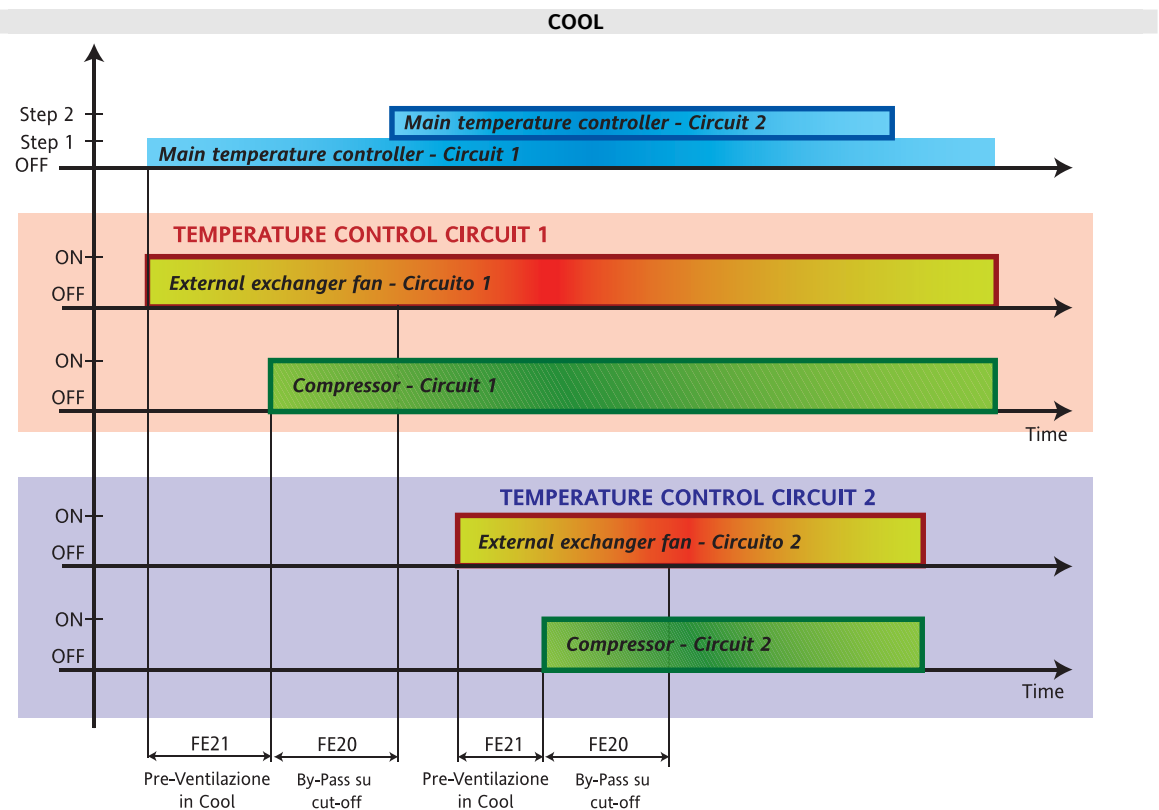 COOL
Step 2
Main temperature controller - Circuit 2
Step 1
Main temperature controller - Circuit 1
OFF
TEMPERATURE CONTROL CIRCUIT 1
ON
External exchanger fan - Circuito 1
OFF
ON
Compressor - Circuit 1
OFF
Time
TEMPERATURE CONTROL CIRCUIT 2
ON
External exchanger fan - Circuito 2
OFF
ON
Compressor - Circuit 2
OFF
Time
FE21
FE20
FE21
FE20
Pre-Ventilazione
in Cool
By-Pass su
cut-off
Pre-Ventilazione
in Cool
By-Pass su
cut-off